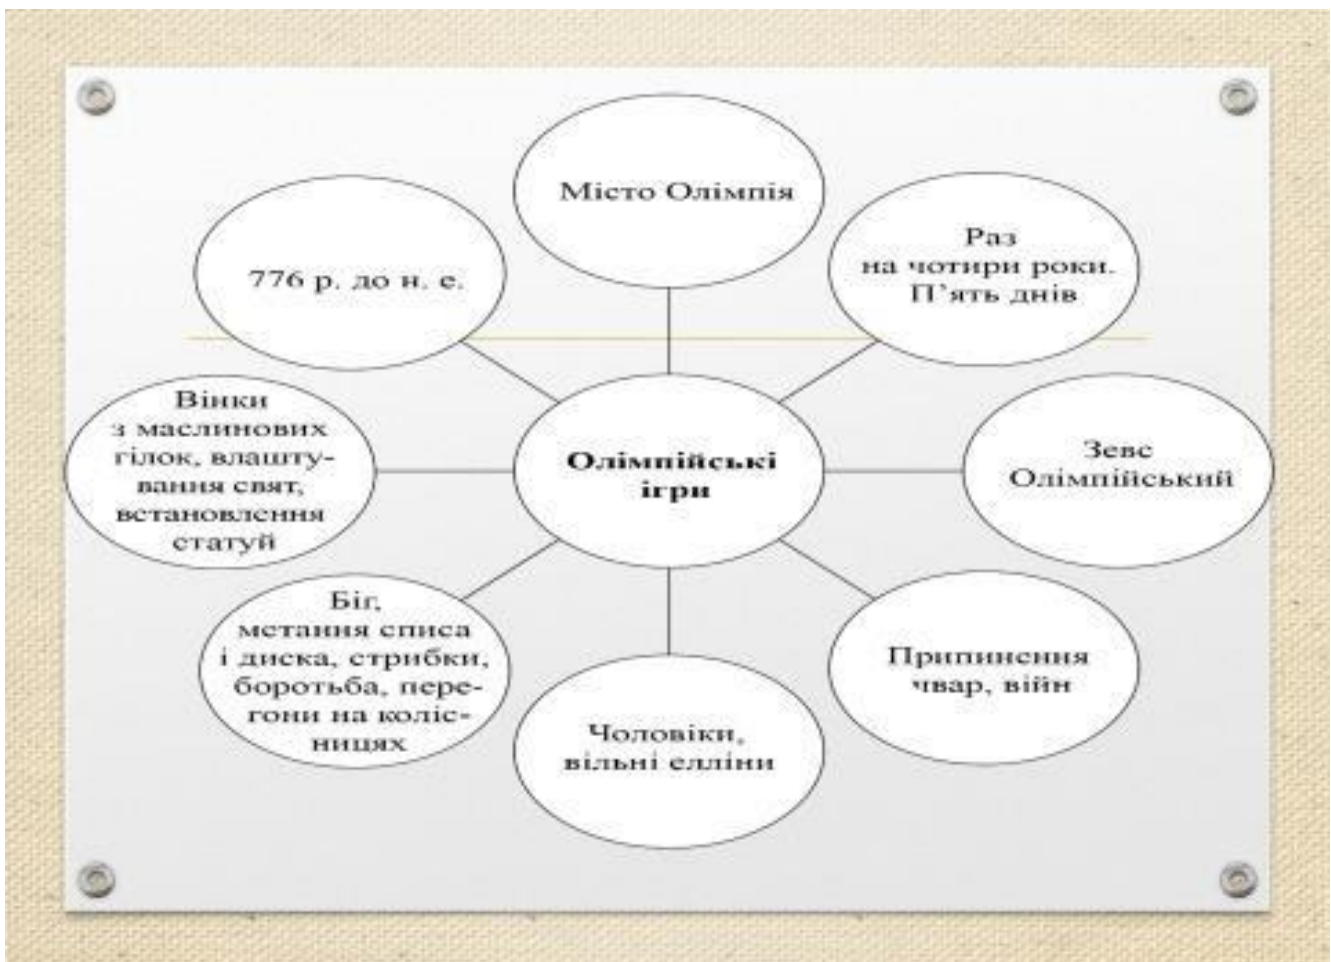 Місто Олімпія
Раз
на чотири роки.
П’ять днів
776 р. до н. е.
Вінки
з маслинових
гілок, влашту-
вання свят,
встановлення
статуй
Олімпійські
ігри
Зевс
Олімпійський
Біг,
метання списа
і диска, стрибки,
боротьба, пере-
гони на коліс-
ницях
Чоловіки,
вільні елліни
Припинення
чвар, війн